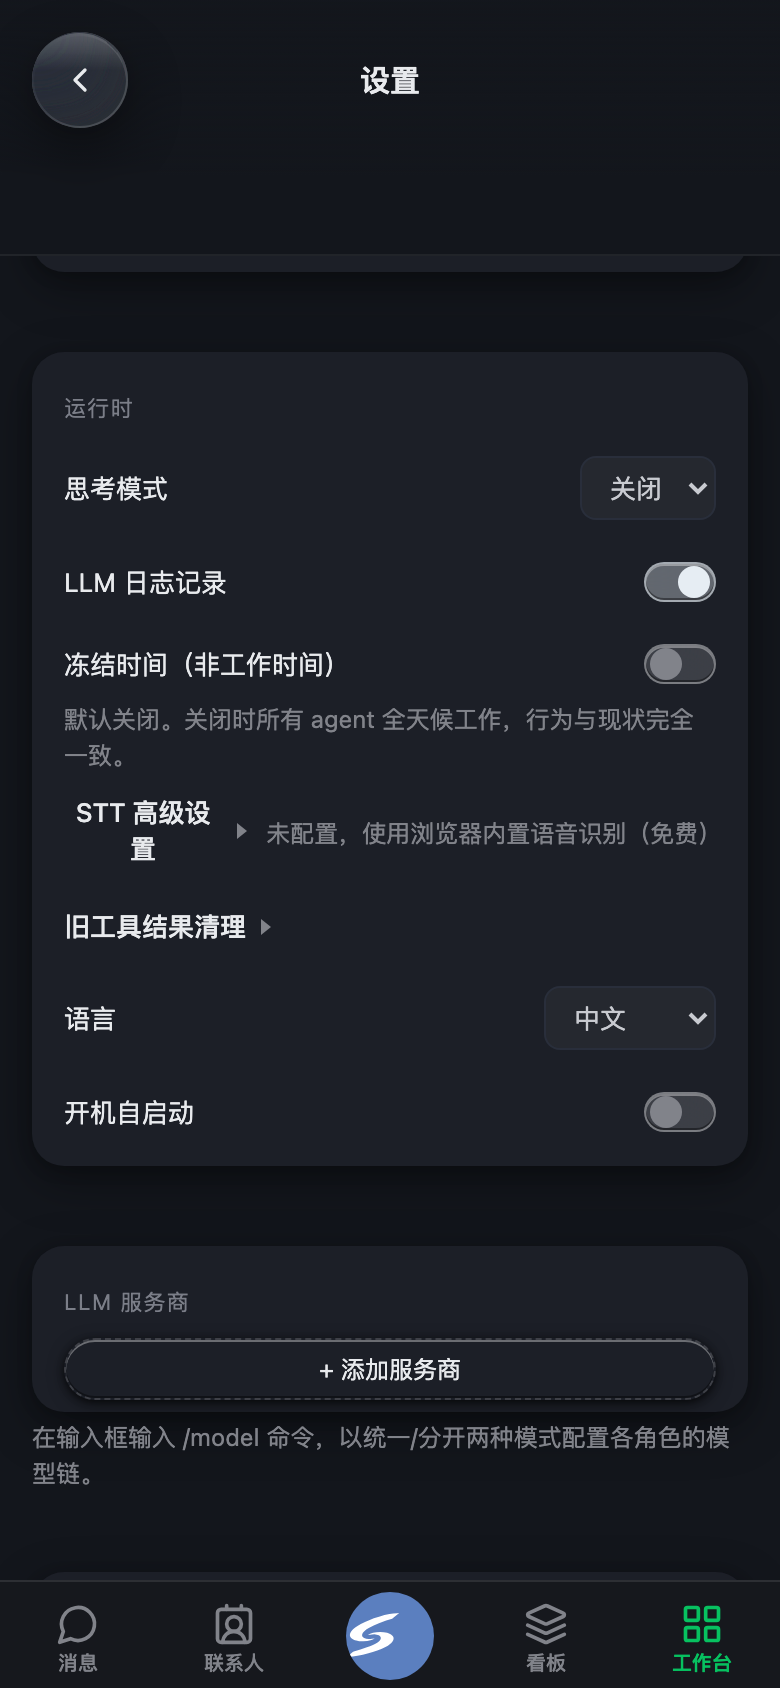 设置
运行时
思考模式
关闭
LLM 日志记录
冻结时间（非工作时间）
默认关闭。关闭时所有 agent 全天候工作，行为与现状完全
一致。
STT 高级设
置
未配置，使用浏览器内置语音识别（免费）
旧工具结果清理
语言
中文
开机自启动
LLM 服务商
+ 添加服务商
在输入框输入 /model 命令，以统一/分开两种模式配置各角色的模
型链。
消息
联系人
看板
工作台